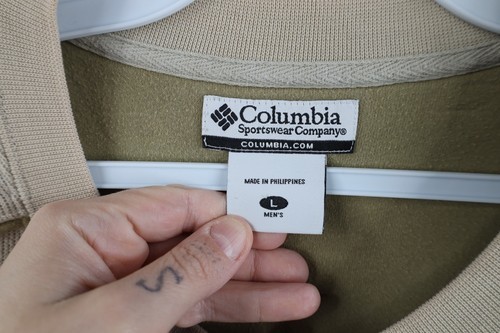 Columbia
Sportswear Company®
COLUMBIA.COM
MADE IN PHILIPPINES
L
MEN'S